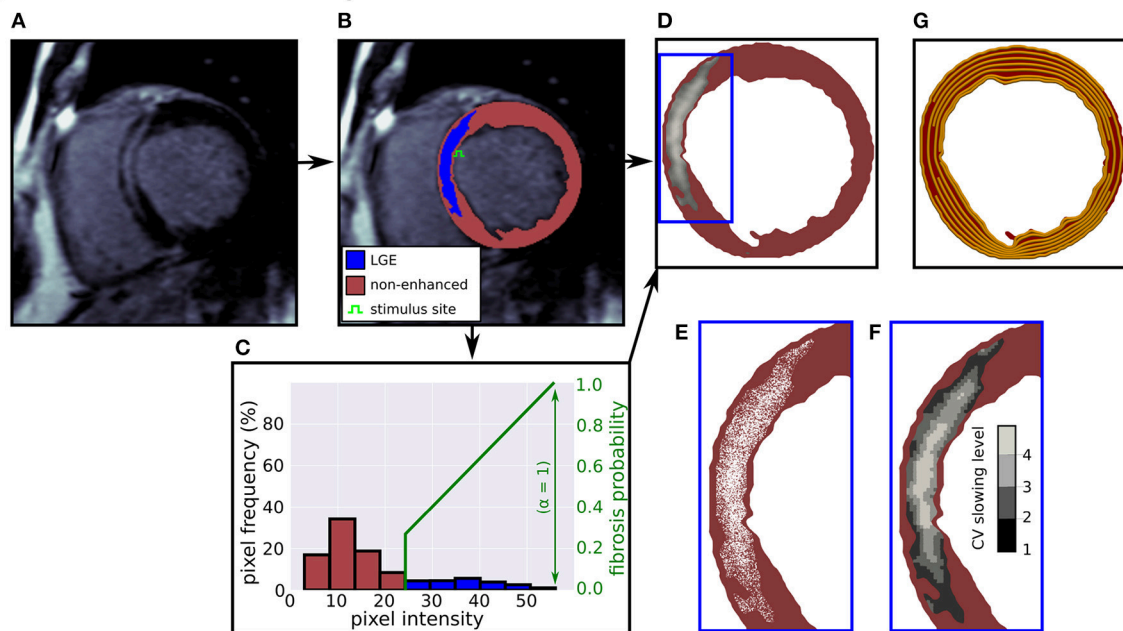 A
B
D
G
LGE
non-enhanced
stimulus site
C
E
F
pixel frequency (%)
80
60
40
20
0
0 10 20 30 40 50
pixel intensity
1.0
0.8
0.6
0.4
0.2
0.0
fibrosis probability
(α = 1)
CV slowing level
4
3
2
1